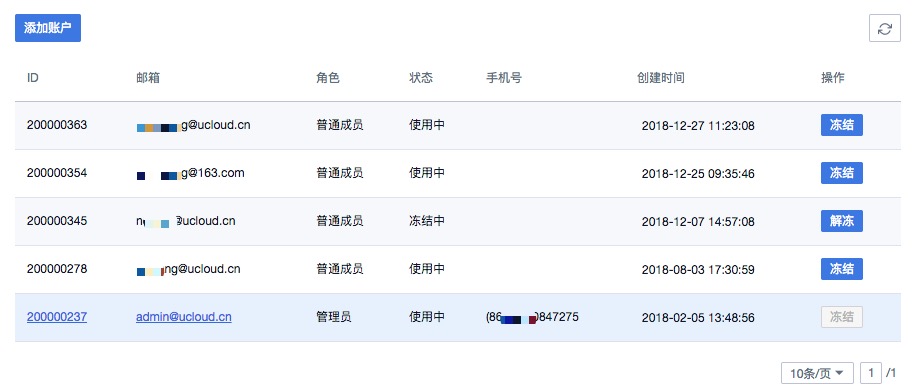 添加账户
ID 邮箱 角色 状态 手机号 创建时间 操作
200000363 g@ucloud.cn 普通成员 使用中 2018-12-27 11:23:08 冻结
200000354 g@163.com 普通成员 使用中 2018-12-25 09:35:46 冻结
200000345 @ucloud.cn 普通成员 冻结中 2018-12-07 14:57:08 解冻
200000278 ng@ucloud.cn 普通成员 使用中 2018-08-03 17:30:59 冻结
200000237 admin@ucloud.cn 管理员 使用中 (86 0847275 2018-02-05 13:48:56 冻结
10条/页 1 /1